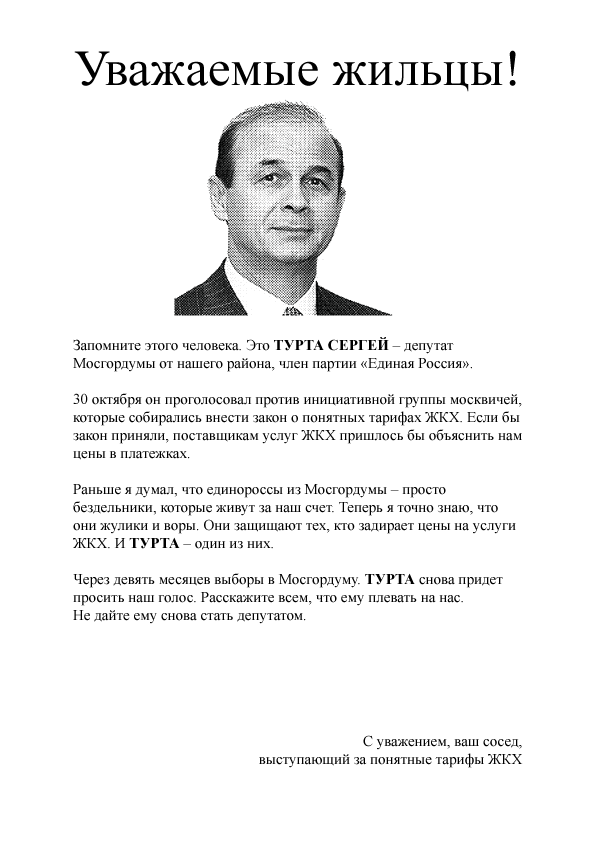 Уважаемые жильцы!
Запомните этого человека. Это ТУРТА СЕРГЕЙ – депутат
Мосгордумы от нашего района, член партии «Единая Россия».
30 октября он проголосовал против инициативной группы москвичей,
которые собирались внести закон о понятных тарифах ЖКХ. Если бы
закон приняли, поставщикам услуг ЖКХ пришлось бы объяснить нам
цены в платежках.
Раньше я думал, что единороссы из Мосгордумы – просто
бездельники, которые живут за наш счет. Теперь я точно знаю, что
они жулики и воры. Они защищают тех, кто задирает цены на услуги
ЖКХ. И ТУРТА – один из них.
Через девять месяцев выборы в Мосгордуму. ТУРТА снова придет
просить наш голос. Расскажите всем, что ему плевать на нас.
Не дайте ему снова стать депутатом.
С уважением, ваш сосед,
выступающий за понятные тарифы ЖКХ